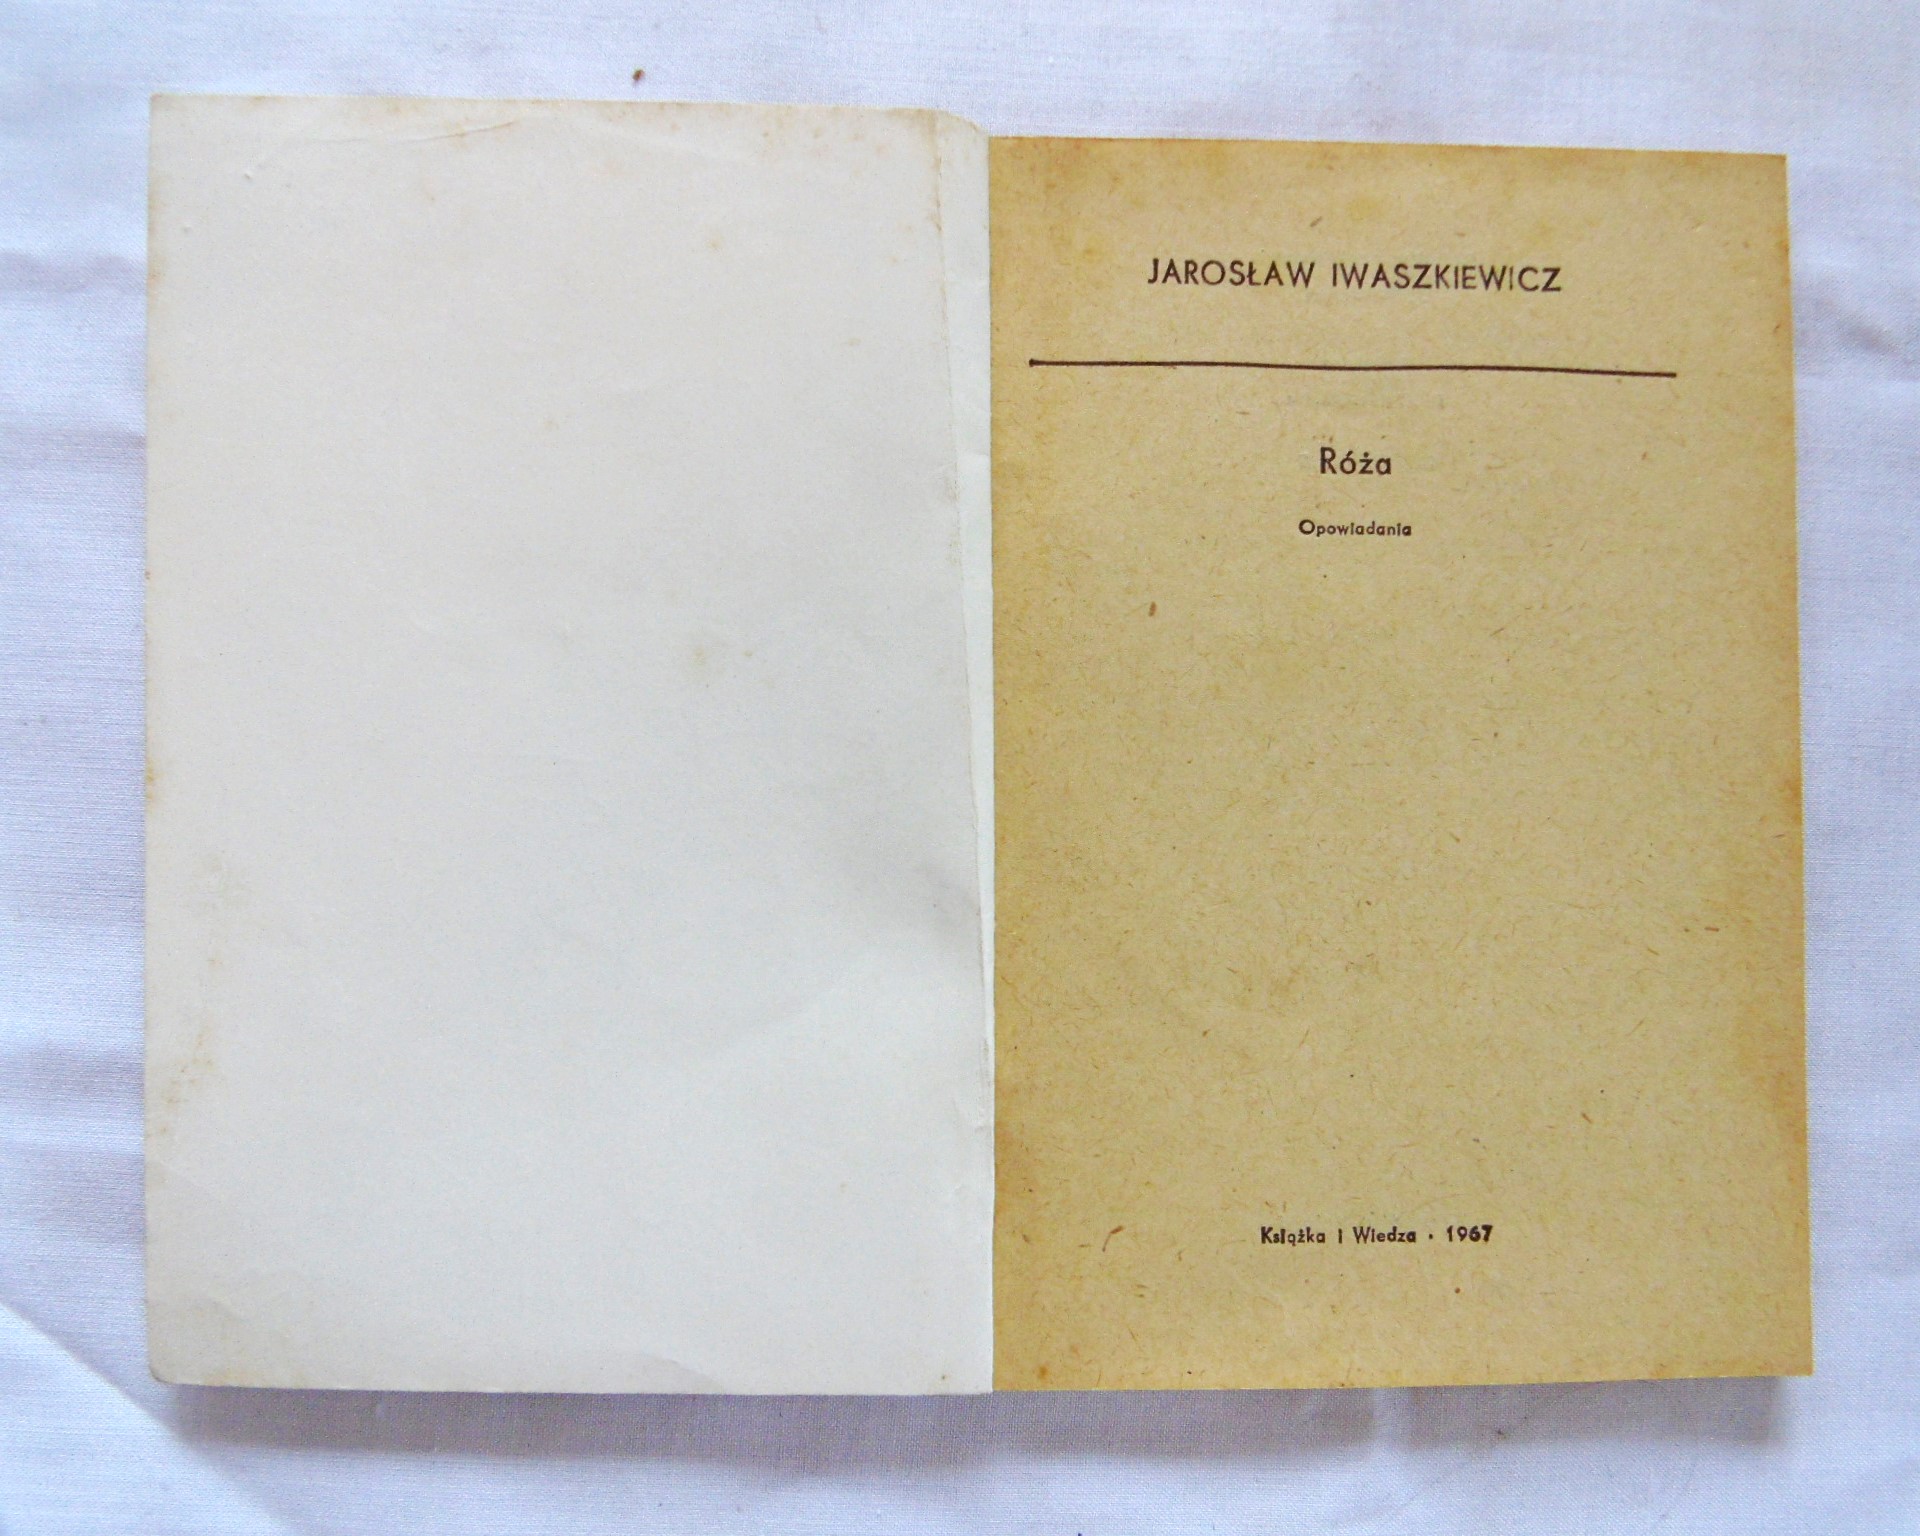 JAROSŁAW IWASZKIEWICZ
Róża
Opowiadania
Książka i Wiedza • 1967